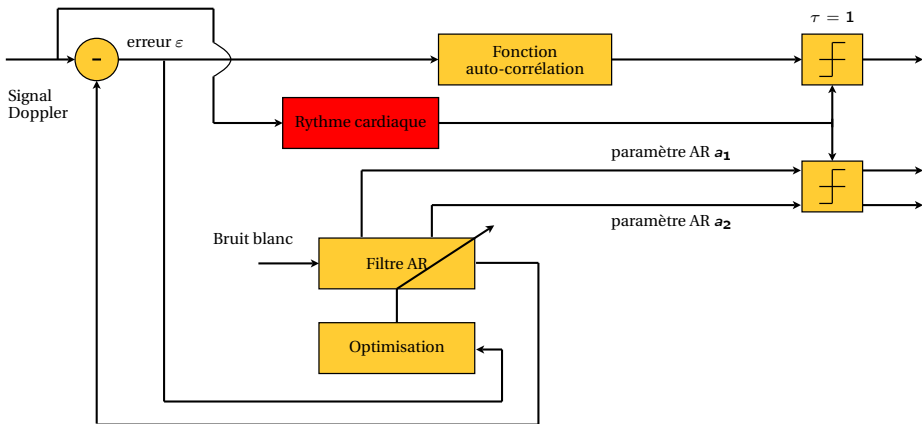 τ = 1
erreur ε
-
Fonction
auto-corrélation
Signal
Doppler
Rythme cardiaque
paramètre AR a₁
paramètre AR a₂
Bruit blanc
Filtre AR
Optimisation